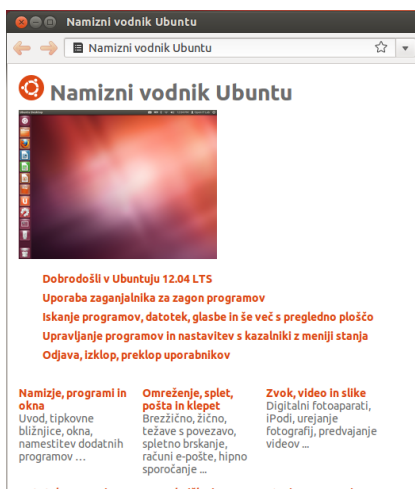 Namizni vodnik Ubuntu
Namizni vodnik Ubuntu
Namizni vodnik Ubuntu
Dobrodošli v Ubuntuju 12.04 LTS
Uporaba zaganjalnika za zagon programov
Iskanje programov, datotek, glasbe in še več s pregledno ploščo
Upravljanje programov in nastavitev s kazalniki z meniji stanja
Odjava, izklop, preklop uporabnikov
Namizje, programi in
okna
Uvod, tipkovne
bližnjice, okna,
namestitev dodatnih
programov …
Omreženje, splet,
pošta in klepet
Brezžično, žično,
težave s povezavo,
spletno brskanje,
računi e-pošte, hipno
sporočanje ...
Zvok, video in slike
Digitalni fotoaparati,
iPodi, urejanje
fotografij, predvajanje
videov ...